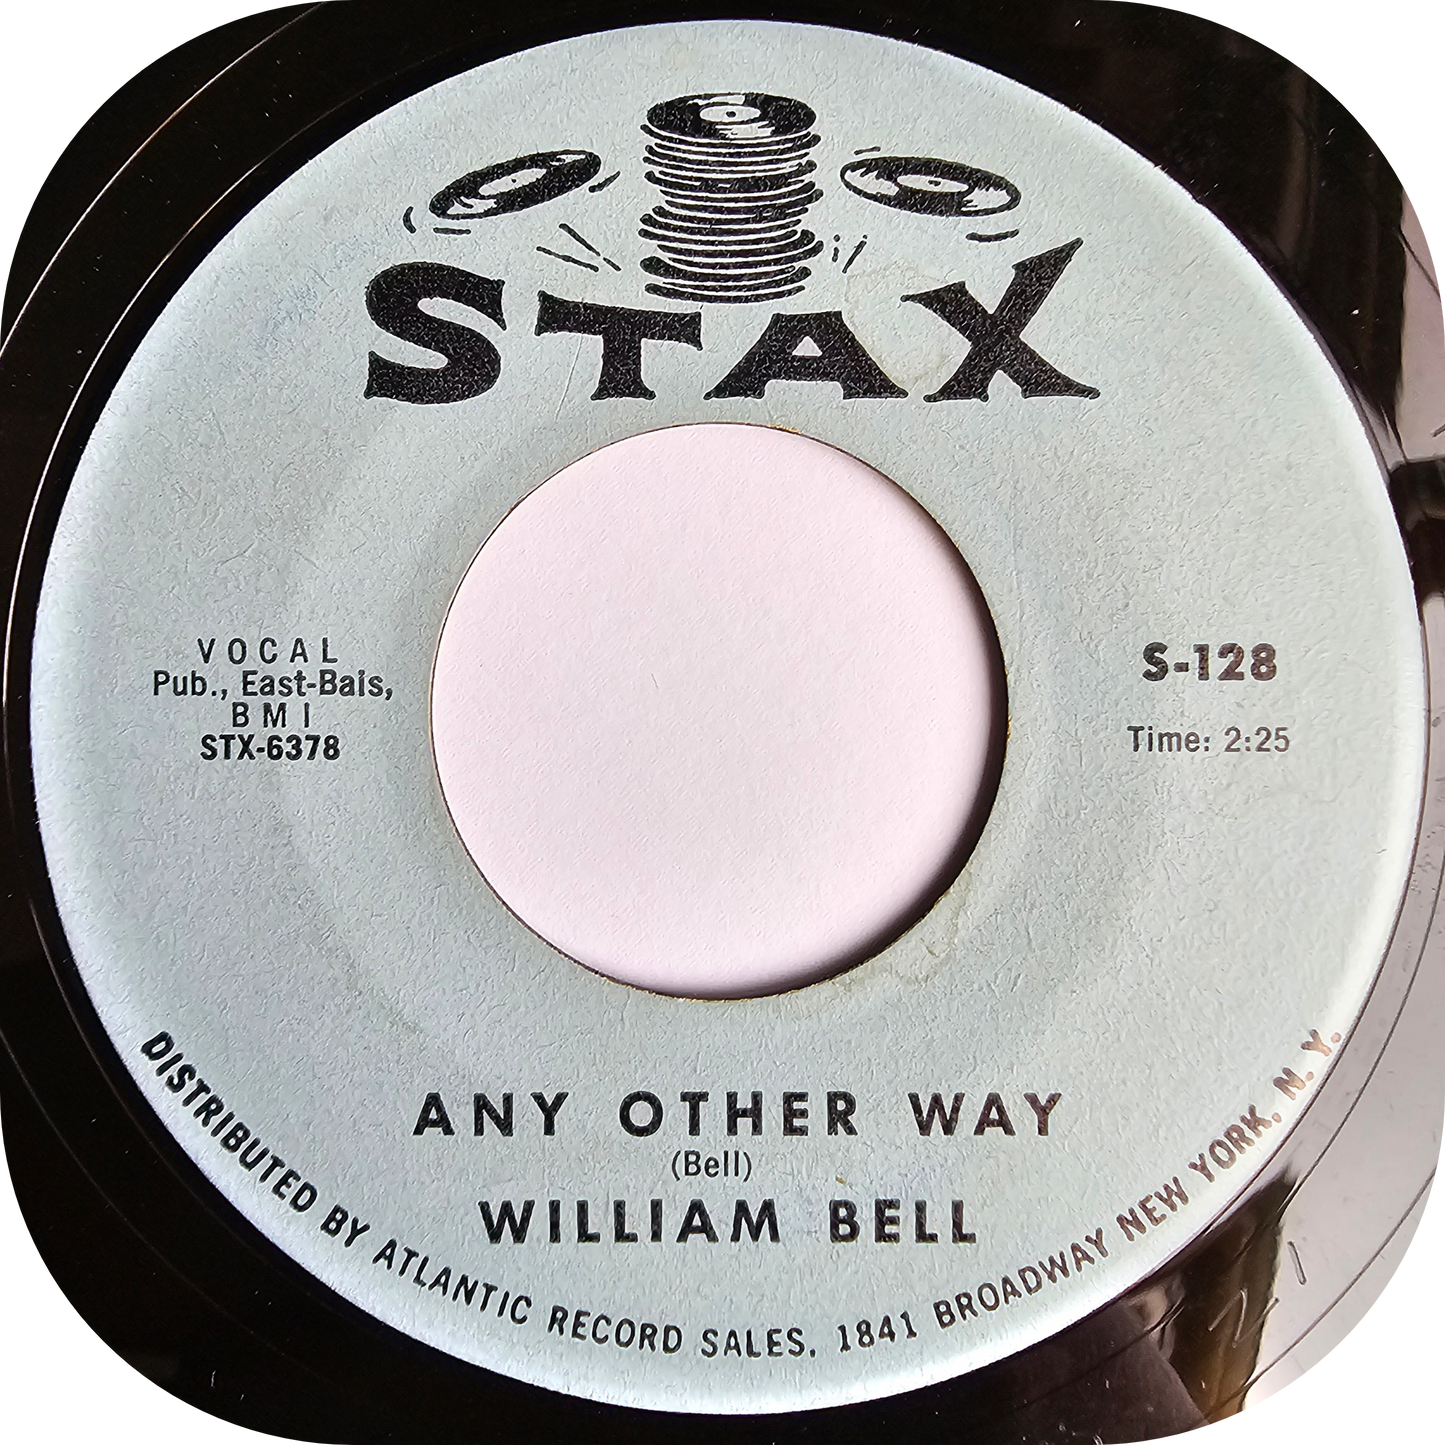 STAX
VOCAL
Pub., East-Bais,
BMI
STX-6378
S-128
Time: 2:25
ANY OTHER WAY
(Bell)
WILLIAM BELL
DISTRIBUTED BY ATLANTIC RECORD SALES, 1841 BROADWAY NEW YORK, N. Y.